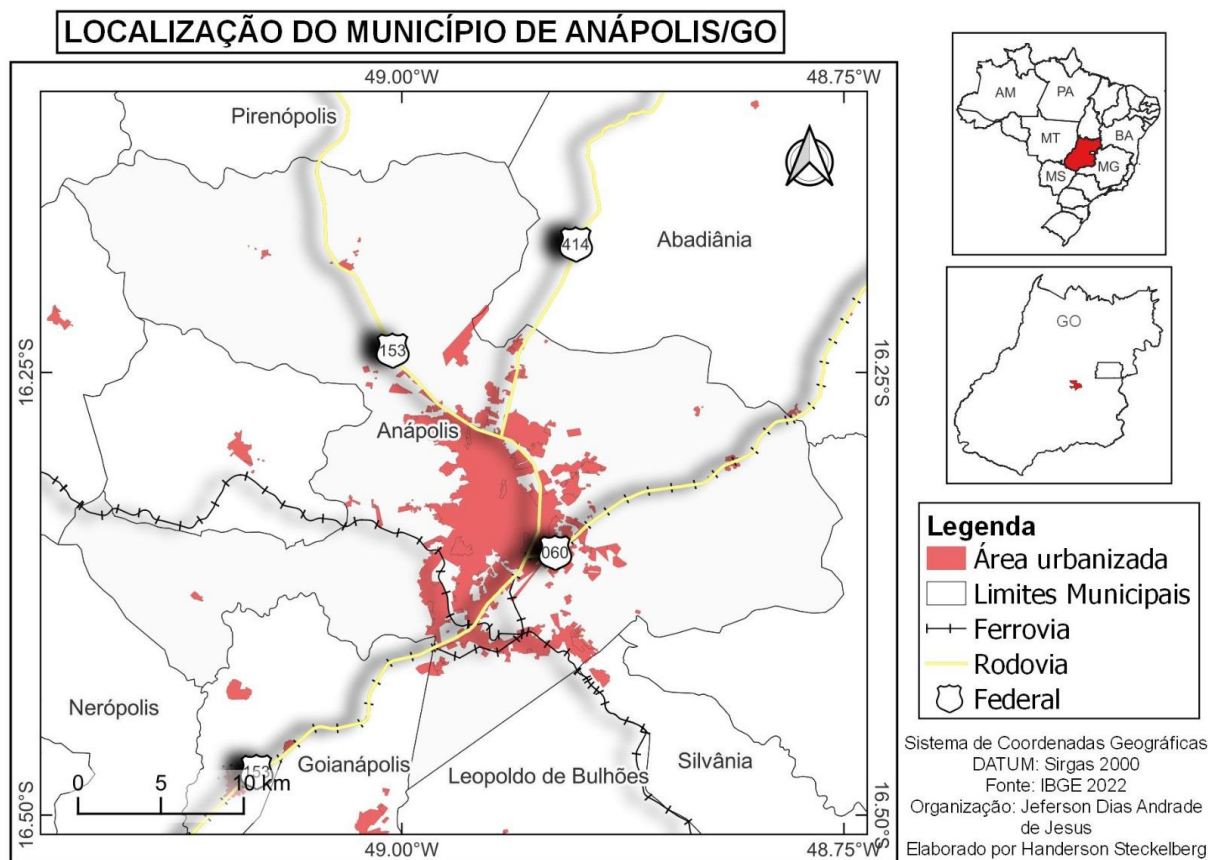 LOCALIZAÇÃO DO MUNICÍPIO DE ANÁPOLIS/GO
49.00°W
48.75°W
Pirenópolis
414
Abadiânia
153
16.25°S
16.25°S
Anápolis
060
Nerópolis
153
Goianápolis
Leopoldo de Bulhões
Silvânia
0 5 10 km
16.50°S
16.50°S
49.00°W
48.75°W
AM
PA
MT
BA
MS
MG
GO
Legenda
Área urbanizada
Limites Municipais
Ferrovia
Rodovia
Federal
Sistema de Coordenadas Geográficas
DATUM: Sirgas 2000
Fonte: IBGE 2022
Organização: Jeferson Dias Andrade
de Jesus
Elaborado por Handerson Steckelberg